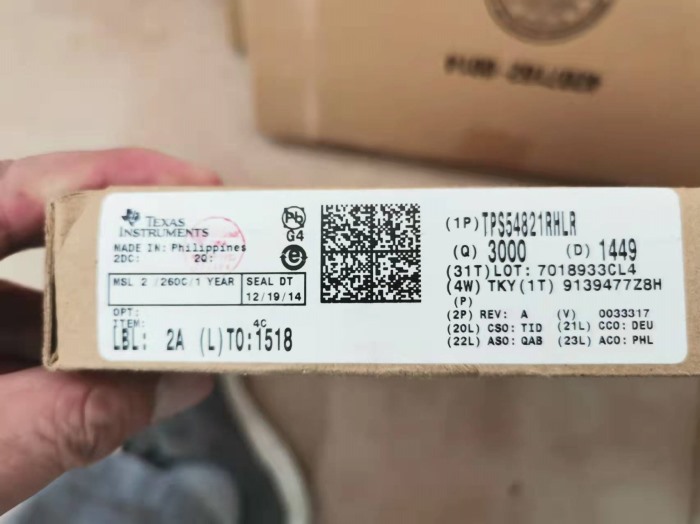 TEXAS
INSTRUMENTS
MADE IN: Philippines
2DC: 2Q:
MSL 2 /260C/1 YEAR
SEAL DT
12/19/14
OPT:
ITEM: 4C
LBL: 2A (L)TO:1518
Pb
G4
e
(1P)TPS54821RHLR
(Q) 3000 (D) 1449
(31T)LOT: 7018933CL4
(4W) TKY(1T) 9139477Z8H
(P)
(2P) REV: A (V) 0033317
(20L) CSO: TID (21L) CCO: DEU
(22L) ASO: QAB (23L) ACO: PHL